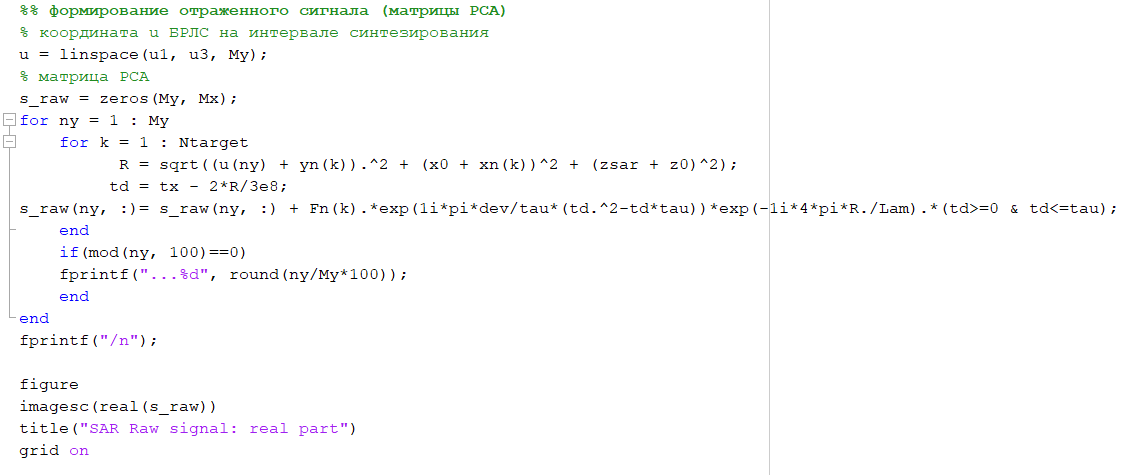 %% формирование отраженного сигнала (матрицы РСА)
% координата u БРЛС на интервале синтезирования
u = linspace(u1, u3, My);
% матрица РСА
s_raw = zeros(My, Mx);
for ny = 1 : My
    for k = 1 : Ntarget
          R = sqrt((u(ny) + yn(k)).^2 + (x0 + xn(k))^2 + (zsar + z0)^2);
         td = tx - 2*R/3e8;
s_raw(ny, :)= s_raw(ny, :) + Fn(k).*exp(1i*pi*dev/tau*(td.^2-td*tau))*exp(-1i*4*pi*R./Lam).*(td>=0 & td<=tau);
    end
    if(mod(ny, 100)==0)
    fprintf("...%d", round(ny/My*100));
    end
end
fprintf("/n");
figure
imagesc(real(s_raw))
title("SAR Raw signal: real part")
grid on